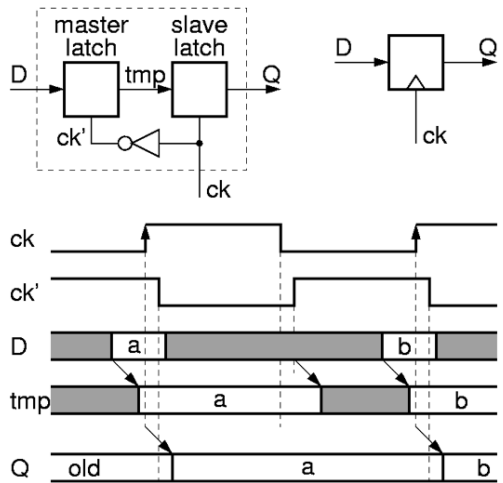 master slave
latch latch
D tmp Q
ck'
ck
D Q
ck
ck
ck'
D a b
tmp a b
Q old a b